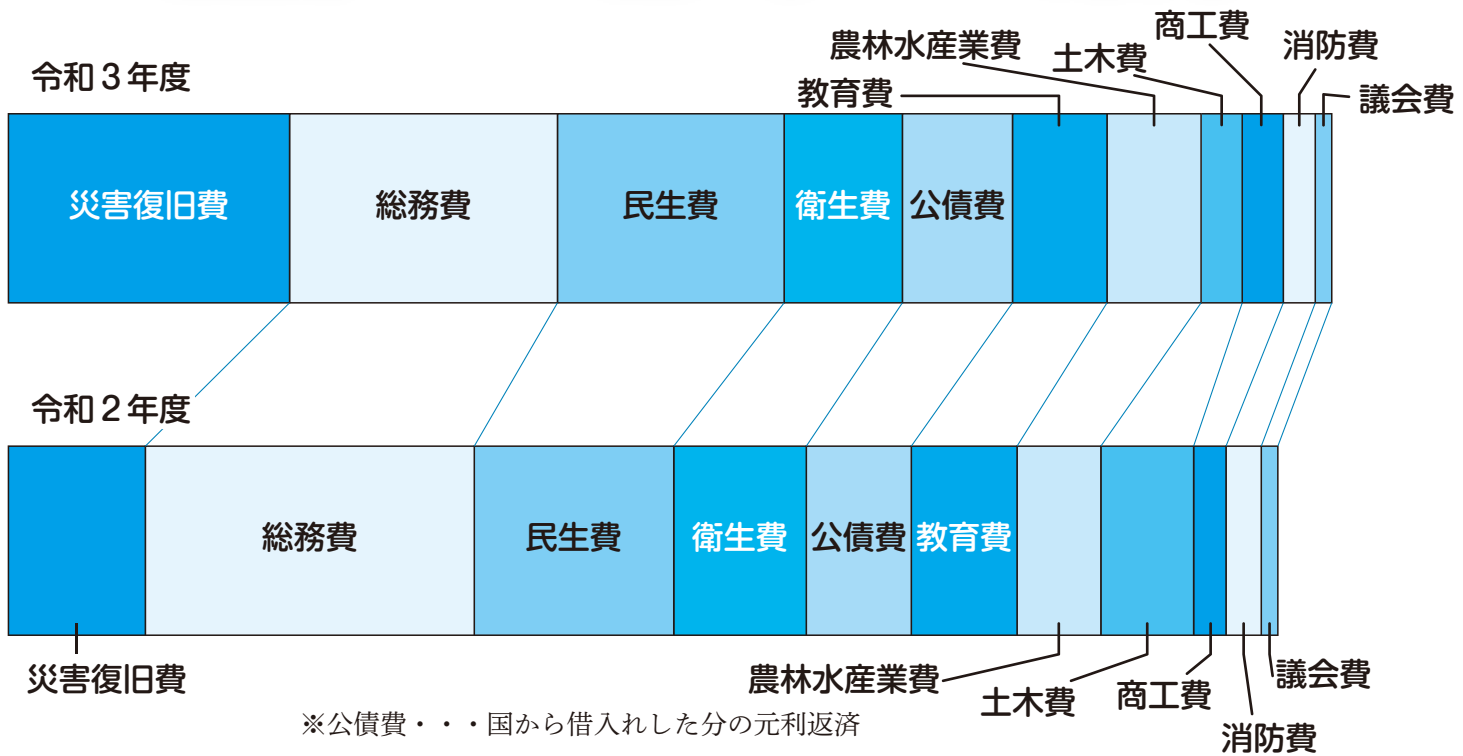 令和３年度
教育費
農林水産業費
土木費
商工費
消防費
議会費
災害復旧費
総務費
民生費
衛生費
公債費
令和２年度
総務費
民生費
衛生費
公債費
教育費
災害復旧費
農林水産業費
土木費
商工費
消防費
議会費
※公債費・・・国から借入れした分の元利返済